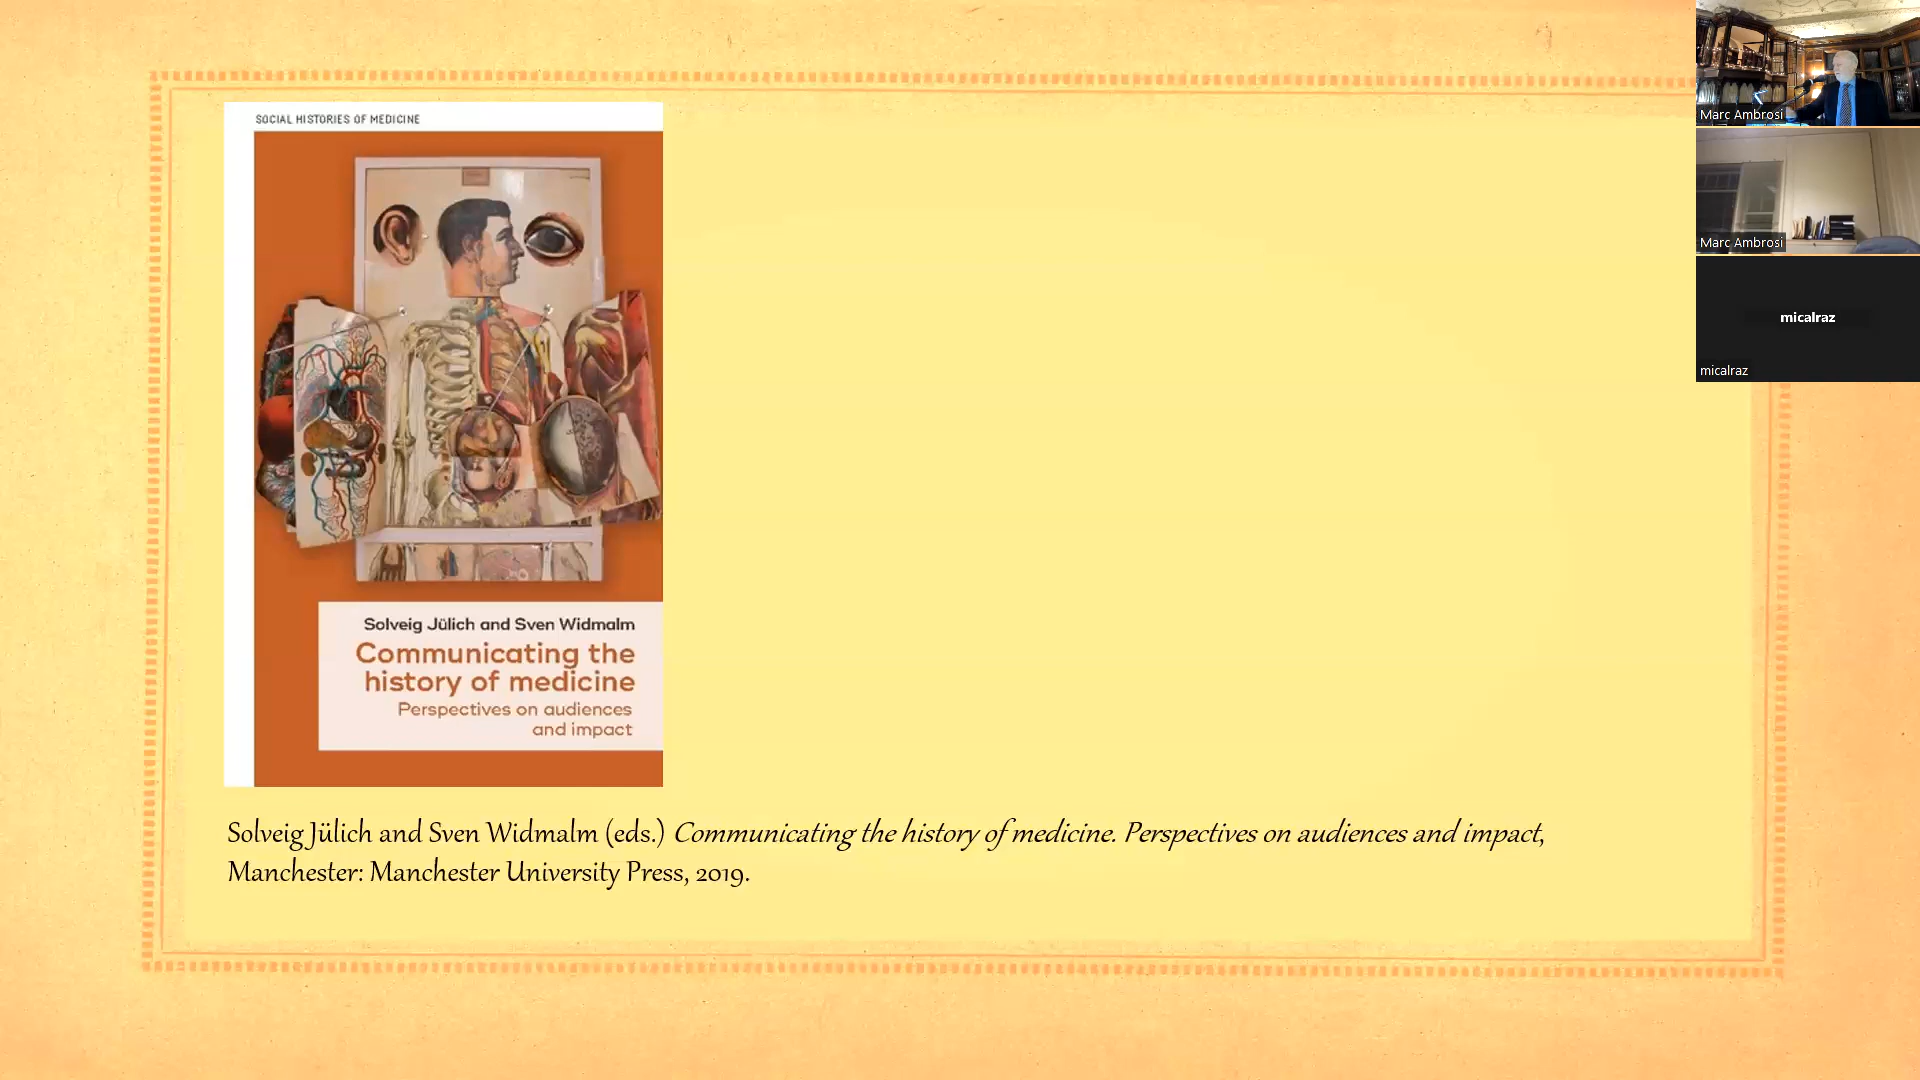 SOCIAL HISTORIES OF MEDICINE
Solveig Jülich and Sven Widmalm
Communicating the
history of medicine
Perspectives on audiences
and impact
Solveig Jülich and Sven Widmalm (eds.) Communicating the history of medicine. Perspectives on audiences and impact,
Manchester: Manchester University Press, 2019.
Marc Ambrosi
Marc Ambrosi
micalraz
micalraz